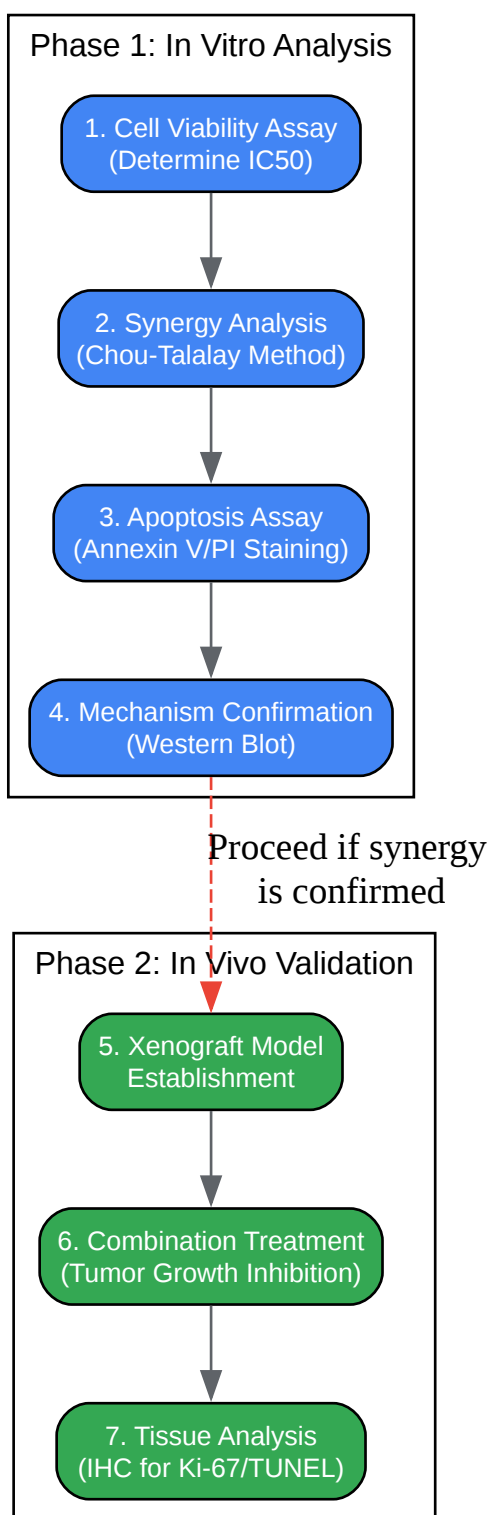 Phase 1: In Vitro Analysis
1. Cell Viability Assay
(Determine IC50)
2. Synergy Analysis
(Chou-Talalay Method)
3. Apoptosis Assay
(Annexin V/PI Staining)
4. Mechanism Confirmation
(Western Blot)
Proceed if synergy
is confirmed
Phase 2: In Vivo Validation
5. Xenograft Model
Establishment
6. Combination Treatment
(Tumor Growth Inhibition)
7. Tissue Analysis
(IHC for Ki-67/TUNEL)